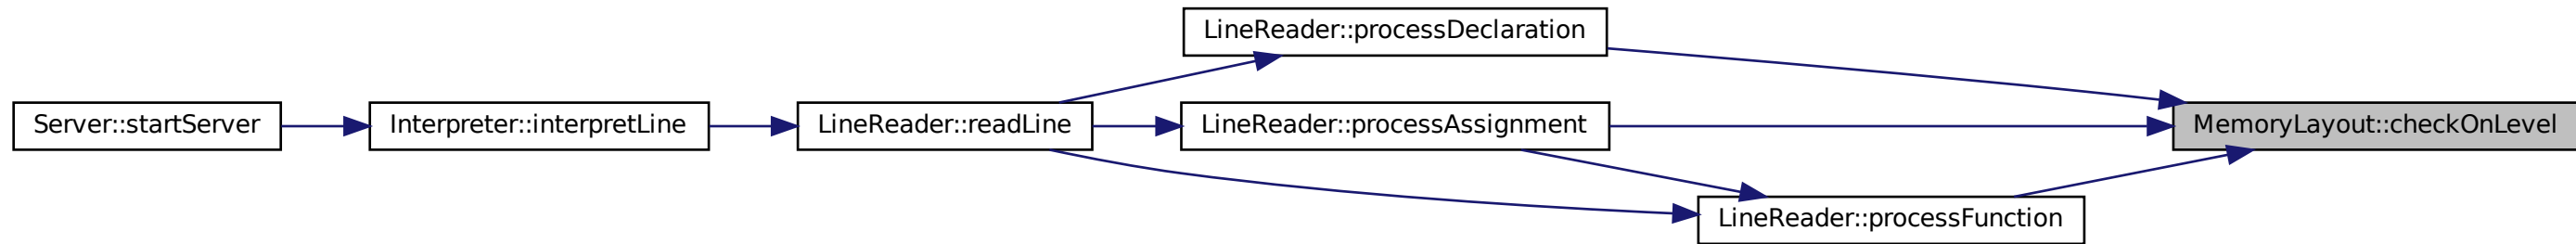 LineReader::processDeclaration
Server::startServer
Interpreter::interpretLine
LineReader::readLine
LineReader::processAssignment
MemoryLayout::checkOnLevel
LineReader::processFunction